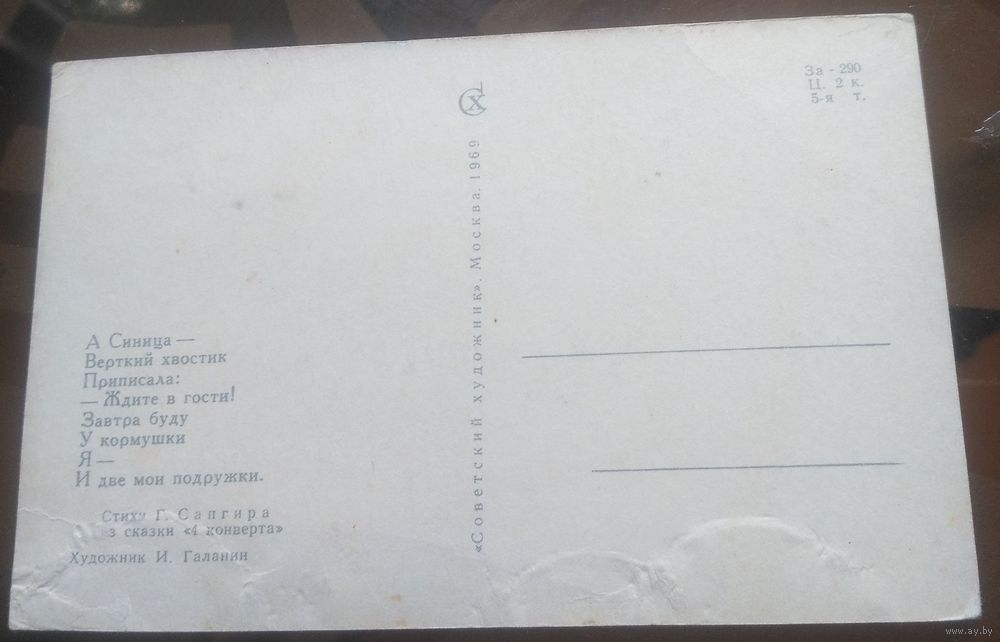 А Синица —
Верткий хвостик
Приписала:
— Ждите в гости!
Завтра буду
У кормушки
Я —
И две мои подружки.
Стихи Г. Сапгира
из сказки «4 конверта»
Художник И. Галанин
СХ
«Советский художник». Москва. 1969
За - 290
Ц. 2 к.
5-я т.
www.ay.by